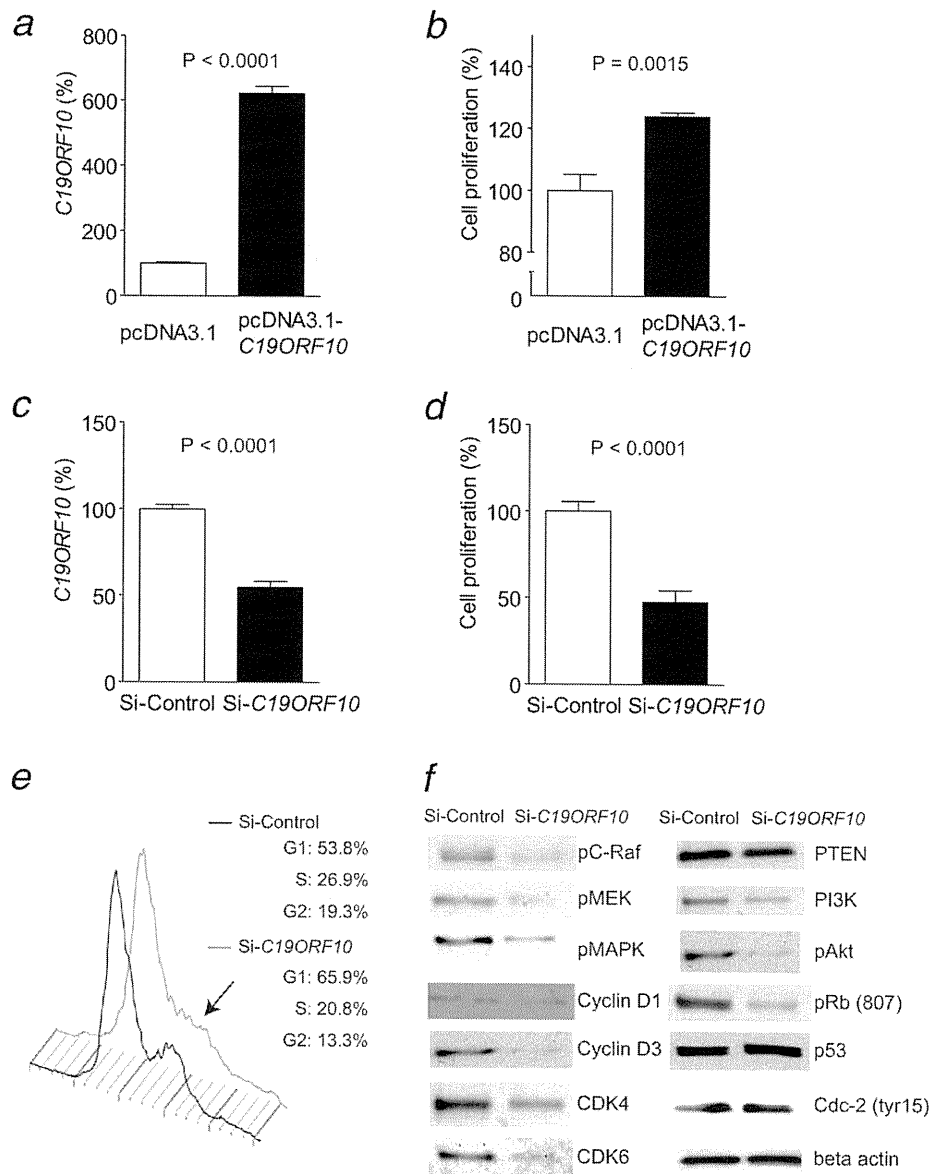 a
800
600
400
200
0
C19ORF10 (%)
P < 0.0001
pcDNA3.1
pcDNA3.1-
C19ORF10
b
140
120
100
80
0
Cell proliferation (%)
P = 0.0015
pcDNA3.1
pcDNA3.1-
C19ORF10
c
150
100
50
0
C19ORF10 (%)
P < 0.0001
Si-Control Si-C19ORF10
d
150
100
50
0
Cell proliferation (%)
P < 0.0001
Si-Control Si-C19ORF10
e
Si-Control
G1: 53.8%
S: 26.9%
G2: 19.3%
Si-C19ORF10
G1: 65.9%
S: 20.8%
G2: 13.3%
f
Si-Control Si-C19ORF10
pC-Raf
pMEK
pMAPK
Cyclin D1
Cyclin D3
CDK4
CDK6
Si-Control Si-C19ORF10
PTEN
PI3K
pAkt
pRb (807)
p53
Cdc-2 (tyr15)
beta actin